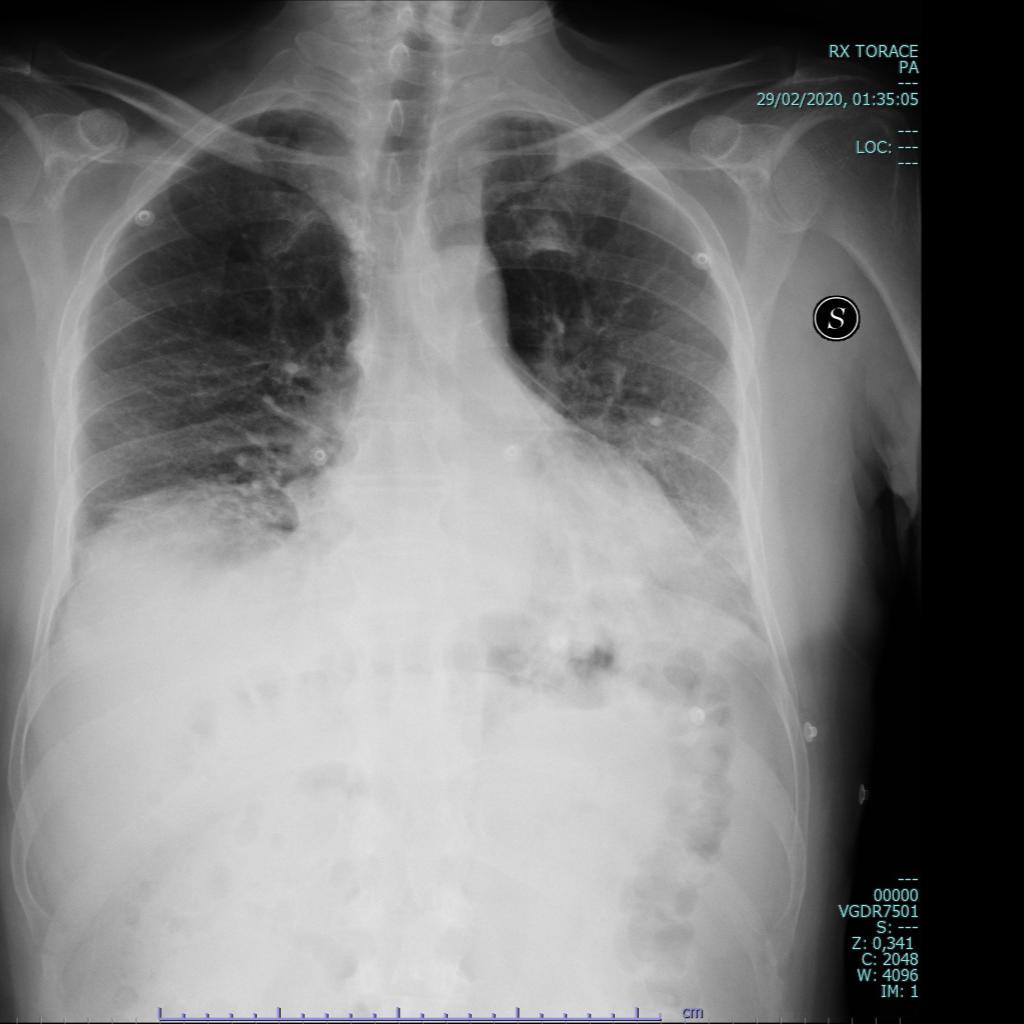 RX TORACE
PA
---
29/02/2020, 01:35:05
---
LOC: ---
---
S
---
00000
VGDR7501
S: ---
Z: 0,341
C: 2048
W: 4096
IM: 1
cm